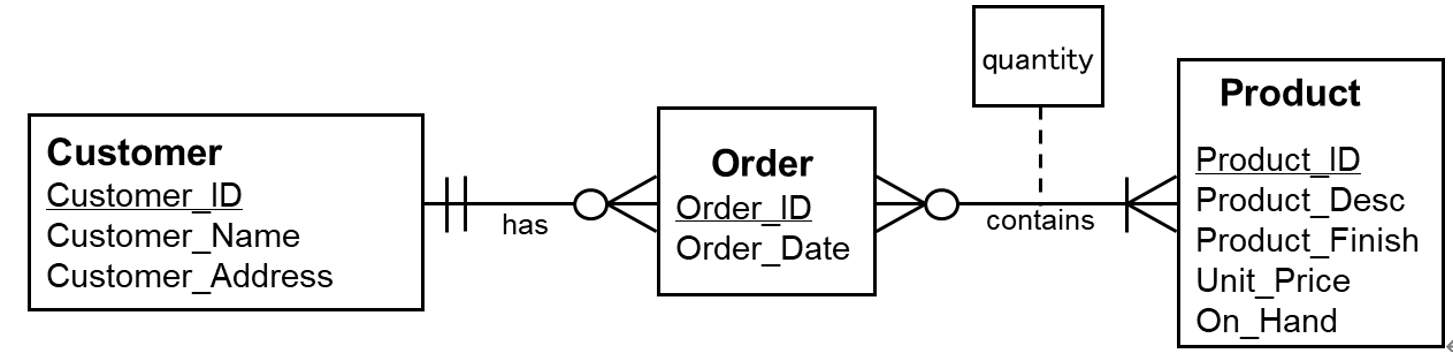 Customer
Customer_ID
Customer_Name
Customer_Address
has
Order
Order_ID
Order_Date
quantity
contains
Product
Product_ID
Product_Desc
Product_Finish
Unit_Price
On_Hand